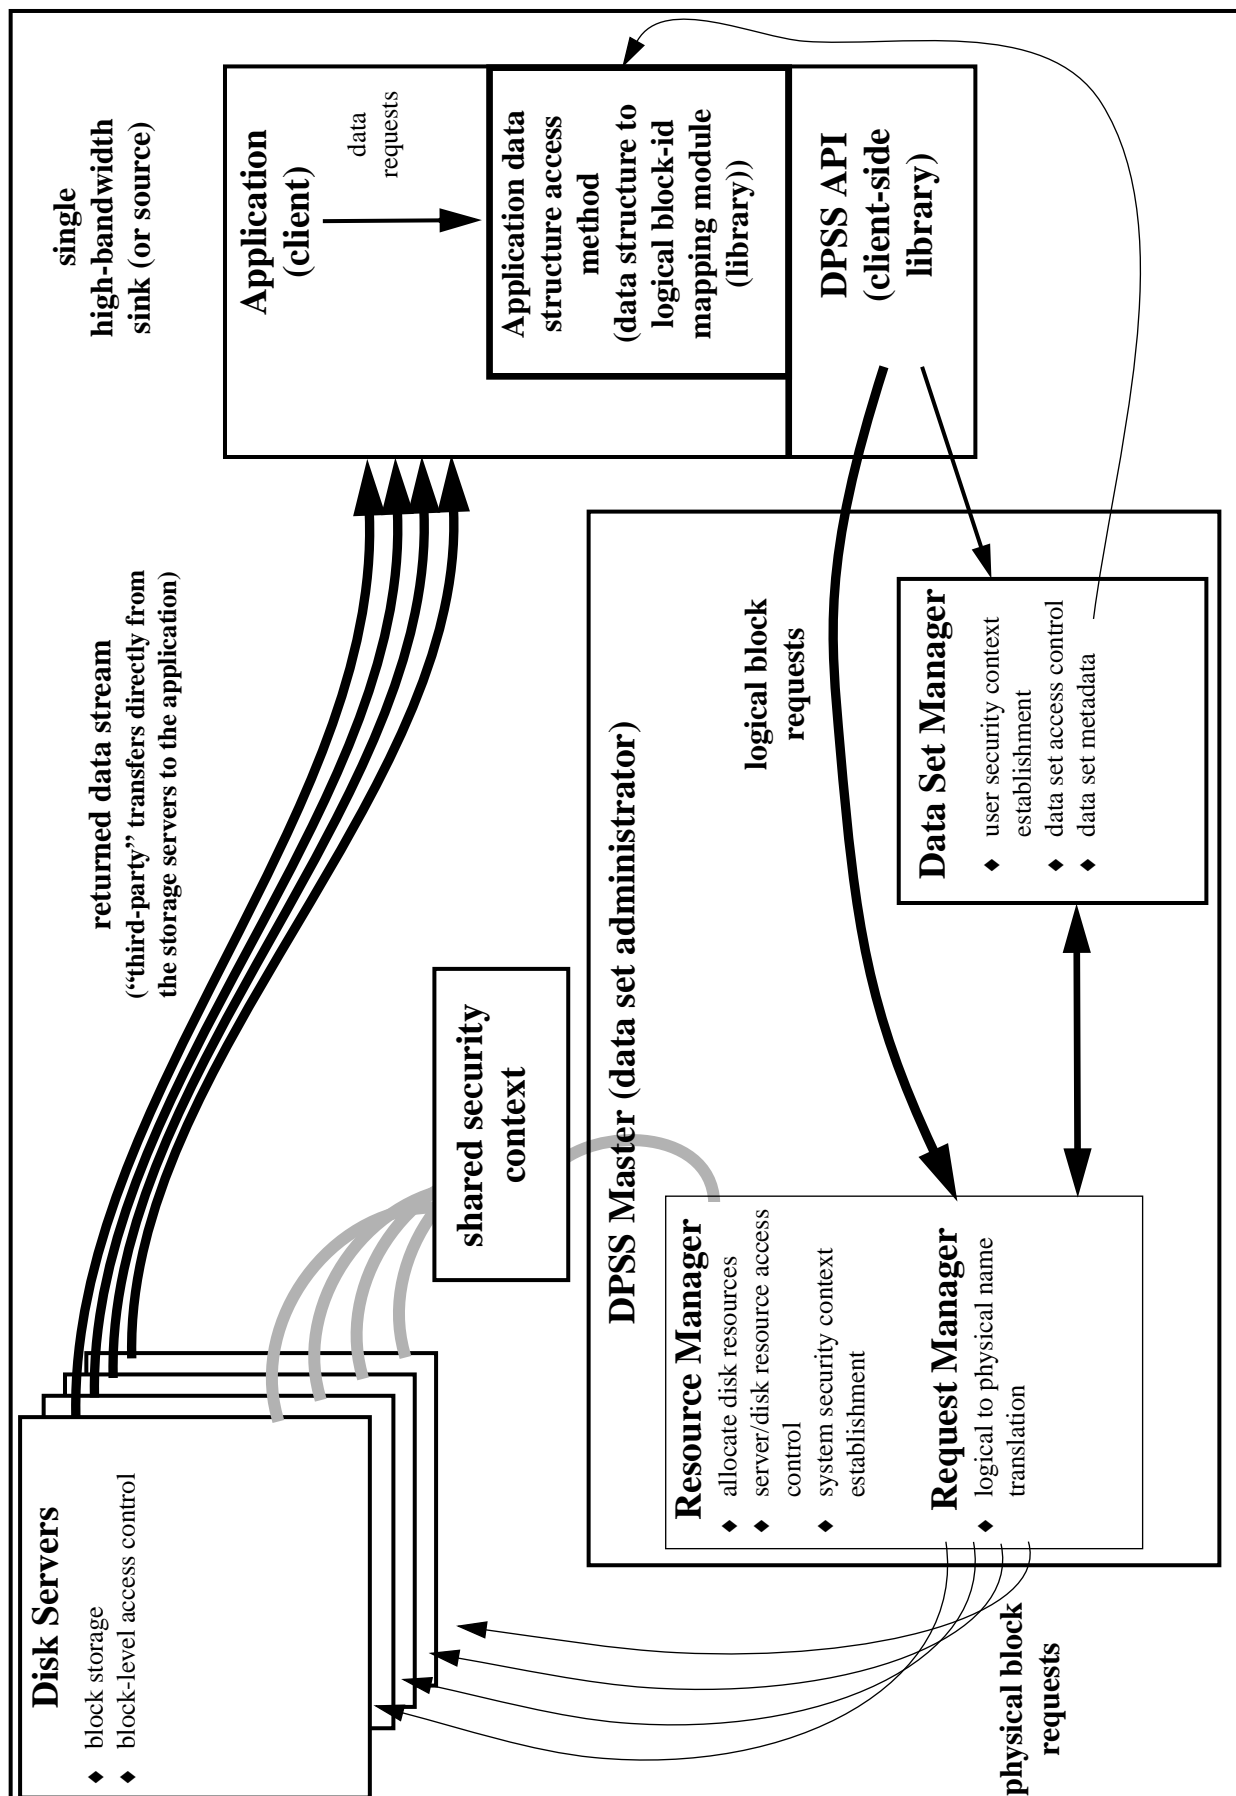 Disk Servers
♦ block storage
♦ block-level access control
returned data stream
(“third-party” transfers directly from
the storage servers to the application)
single
high-bandwidth
sink (or source)
Application
(client)
data
requests
Application data
structure access
method
(data structure to
logical block-id
mapping module
(library))
DPSS API
(client-side
library)
shared security
context
DPSS Master (data set administrator)
Resource Manager
♦ allocate disk resources
♦ server/disk resource access
control
♦ system security context
establishment
Request Manager
♦ logical to physical name
translation
logical block
requests
Data Set Manager
♦ user security context
establishment
♦ data set access control
♦ data set metadata
physical block
requests